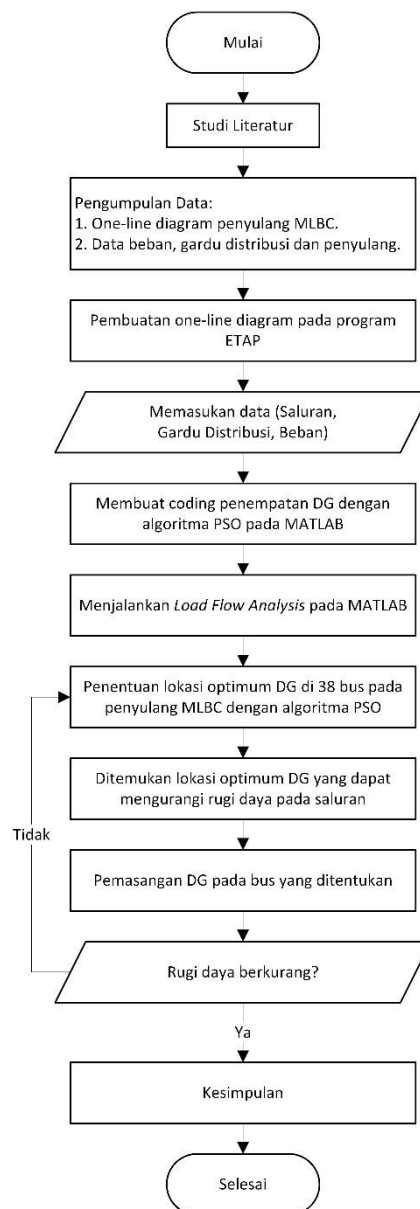 Mulai
Studi Literatur
Pengumpulan Data:
1. One-line diagram penyulang MLBC.
2. Data beban, gardu distribusi dan penyulang.
Pembuatan one-line diagram pada program
ETAP
Memasukan data (Saluran,
Gardu Distribusi, Beban)
Membuat coding penempatan DG dengan
algoritma PSO pada MATLAB
Menjalankan Load Flow Analysis pada MATLAB
Penentuan lokasi optimum DG di 38 bus pada
penyulang MLBC dengan algoritma PSO
Ditemukan lokasi optimum DG yang dapat
mengurangi rugi daya pada saluran
Tidak
Pemasangan DG pada bus yang ditentukan
Rugi daya berkurang?
Ya
Kesimpulan
Selesai